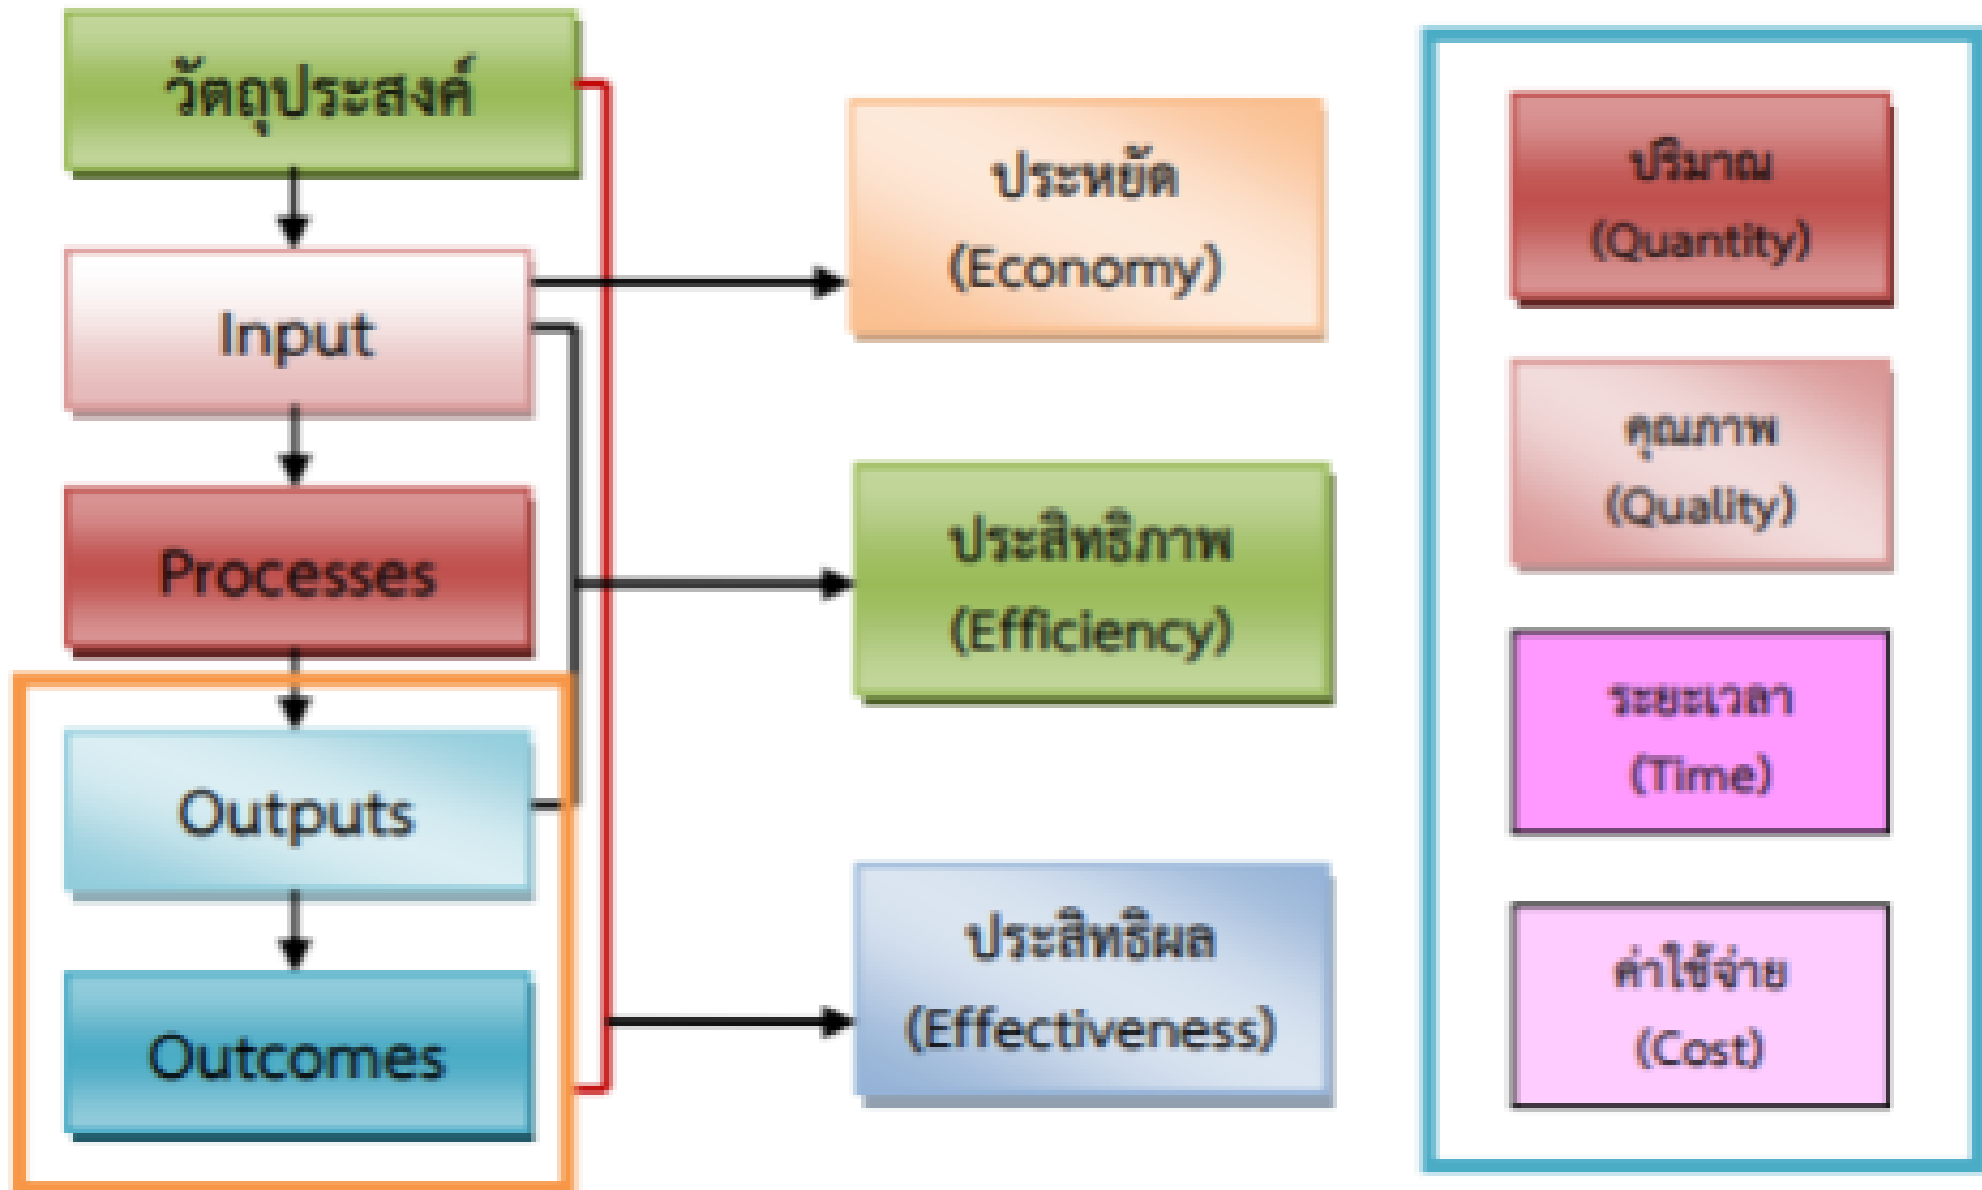 วัตถุประสงค์
Input
Processes
Outputs
Outcomes
ประหยัด
(Economy)
ประสิทธิภาพ
(Efficiency)
ประสิทธิผล
(Effectiveness)
ปริมาณ
(Quantity)
คุณภาพ
(Quality)
ระยะเวลา
(Time)
ค่าใช้จ่าย
(Cost)